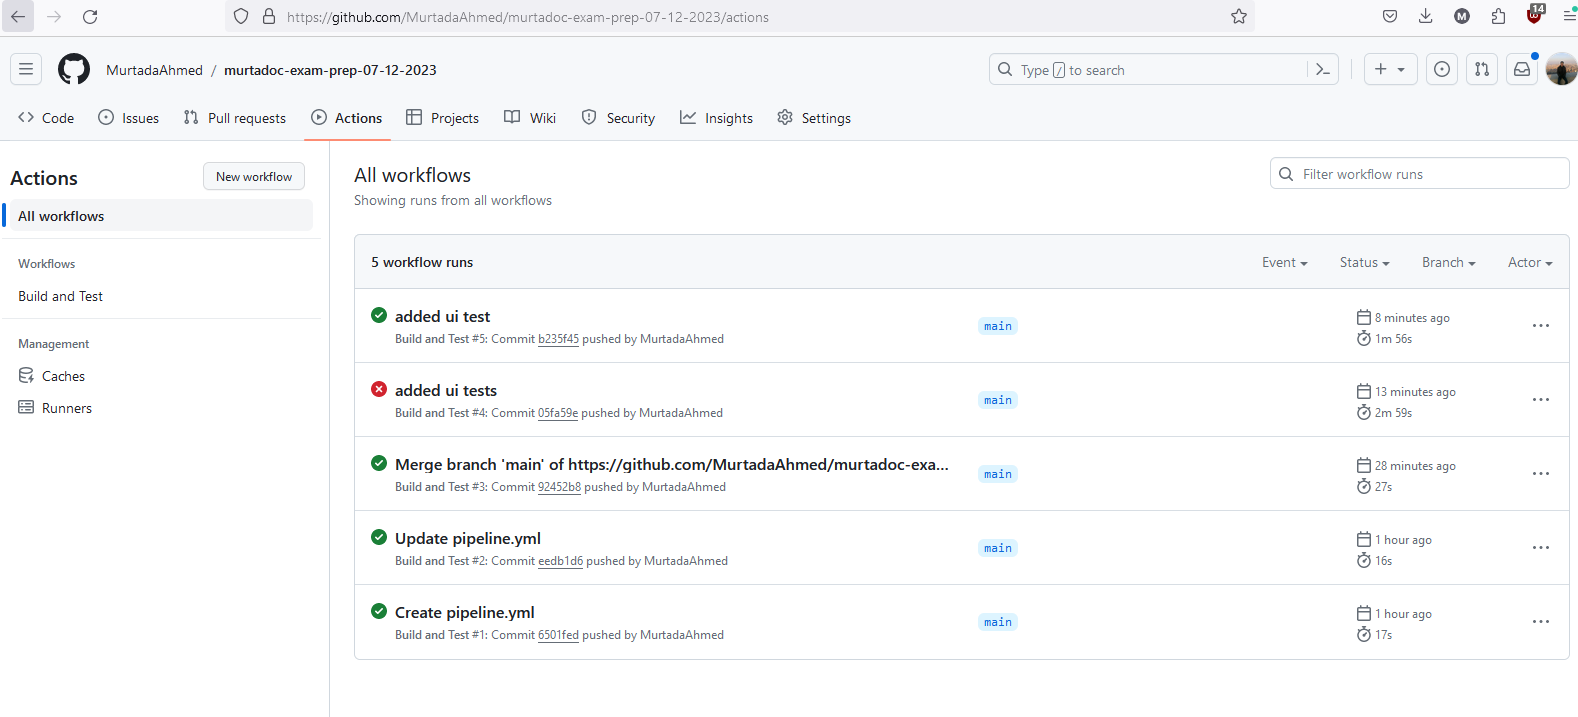 https://github.com/MurtadaAhmed/murtadoc-exam-prep-07-12-2023/actions
M
14
MurtadaAhmed / murtadoc-exam-prep-07-12-2023
Type / to search
Code
Issues
Pull requests
Actions
Projects
Wiki
Security
Insights
Settings
Actions
New workflow
All workflows
Workflows
Build and Test
Management
Caches
Runners
All workflows
Showing runs from all workflows
Filter workflow runs
5 workflow runs
Event
Status
Branch
Actor
added ui test
Build and Test #5: Commit b235f45 pushed by MurtadaAhmed
main
8 minutes ago
1m 56s
added ui tests
Build and Test #4: Commit 05fa59e pushed by MurtadaAhmed
main
13 minutes ago
2m 59s
Merge branch 'main' of https://github.com/MurtadaAhmed/murtadoc-exa...
Build and Test #3: Commit 92452b8 pushed by MurtadaAhmed
main
28 minutes ago
27s
Update pipeline.yml
Build and Test #2: Commit eedb1d6 pushed by MurtadaAhmed
main
1 hour ago
16s
Create pipeline.yml
Build and Test #1: Commit 6501fed pushed by MurtadaAhmed
main
1 hour ago
17s